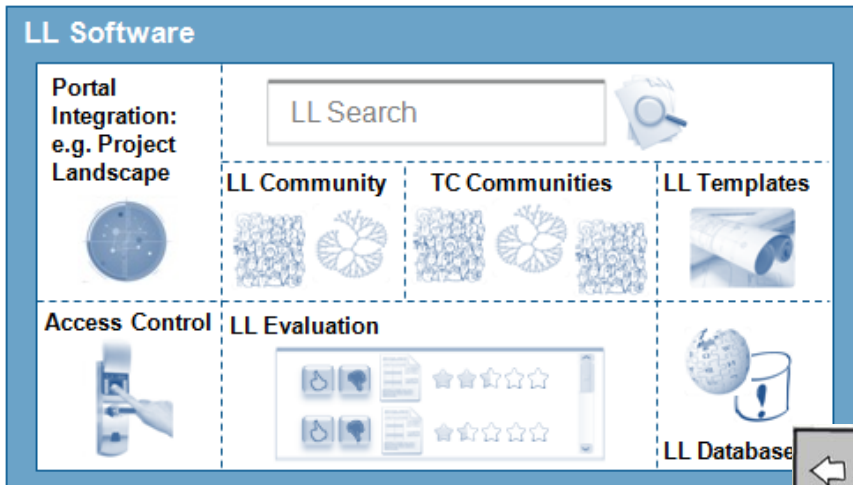 LL Software
Portal
Integration:
e.g. Project
Landscape
LL Search
LL Community
TC Communities
LL Templates
Access Control
LL Evaluation
LL Database